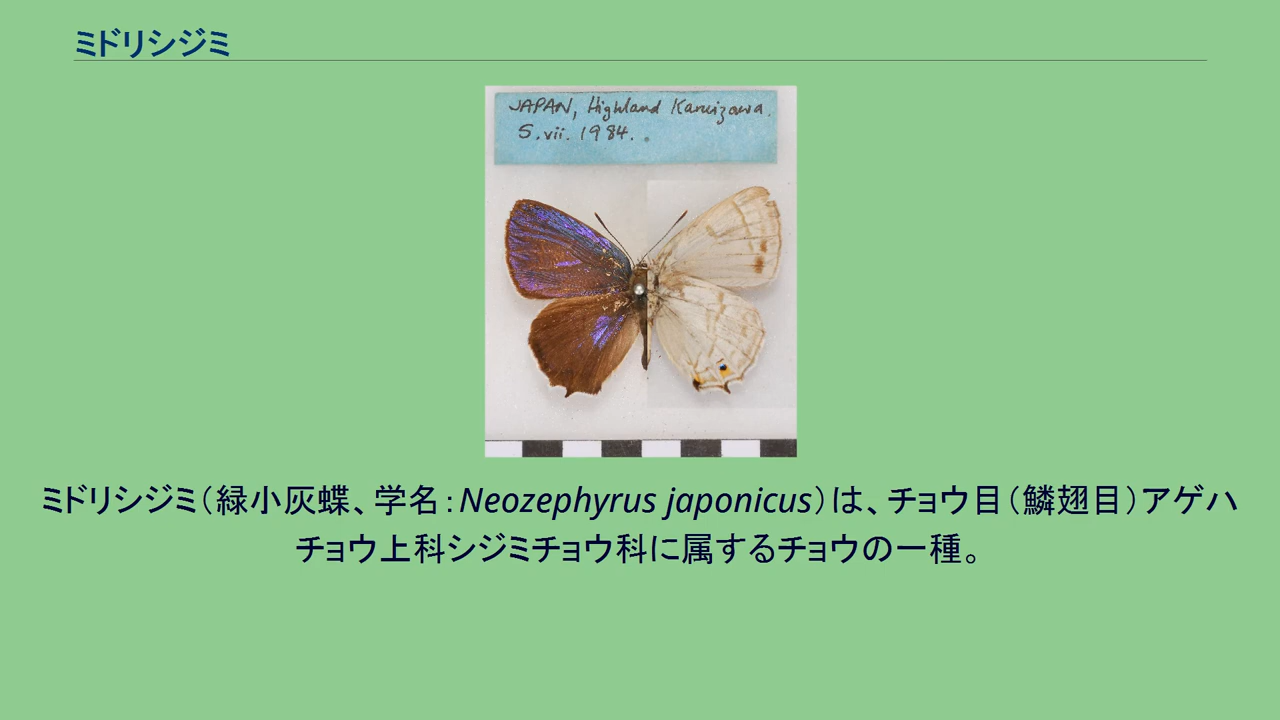 ミドリシジミ
JAPAN, Highland Karuizawa.
5.vii.1984.
ミドリシジミ（緑小灰蝶、学名：Neozephyrus japonicus）は、チョウ目（鱗翅目）アゲハ
チョウ上科シジミチョウ科に属するチョウの一種。